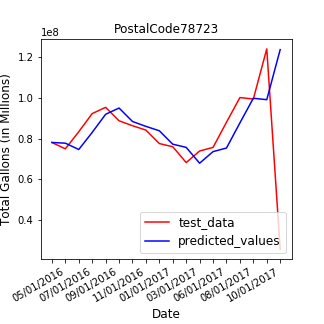 PostalCode78723
1e8
1.2
1.0
0.8
0.6
0.4
Total Gallons (in Millions)
test_data
predicted_values
05/01/2016
07/01/2016
09/01/2016
11/01/2016
01/01/2017
03/01/2017
06/01/2017
08/01/2017
10/01/2017
Date